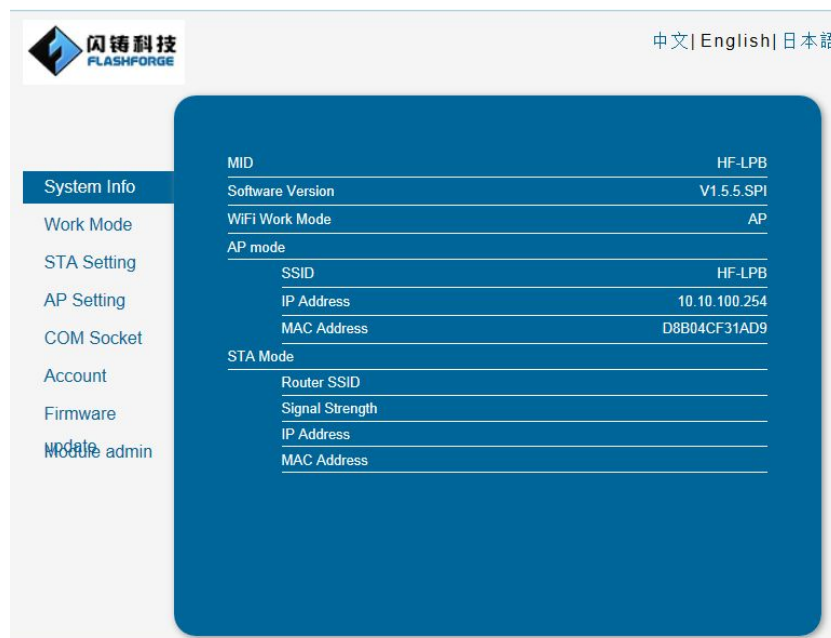 闪铸科技
FLASHFORGE
中文| English| 日本語
System Info
Work Mode
STA Setting
AP Setting
COM Socket
Account
Firmware
update
Module admin
MID HF-LPB
Software Version V1.5.5.SPI
WiFi Work Mode AP
AP mode
SSID HF-LPB
IP Address 10.10.100.254
MAC Address D8B04CF31AD9
STA Mode
Router SSID
Signal Strength
IP Address
MAC Address